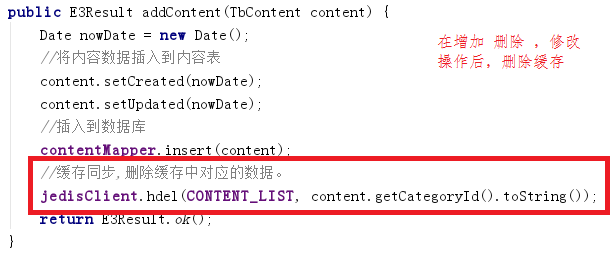 public E3Result addContent(TbContent content) {
Date nowDate = new Date();
//将内容数据插入到内容表
content.setCreated(nowDate);
content.setUpdated(nowDate);
//插入到数据库
contentMapper.insert(content);
//缓存同步,删除缓存中对应的数据。
jedisClient.hdel(CONTENT_LIST, content.getCategoryId().toString());
return E3Result.ok();
}
在增加 删除 ，修改
操作后，删除缓存